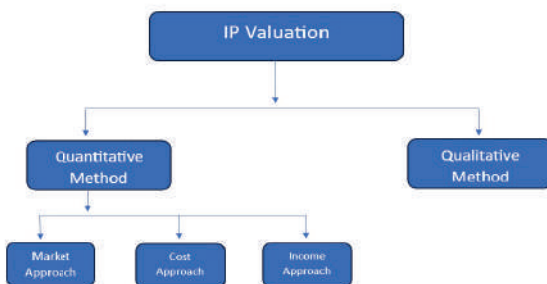 IP Valuation
Quantitative
Method
Qualitative
Method
Market
Approach
Cost
Approach
Income
Approach